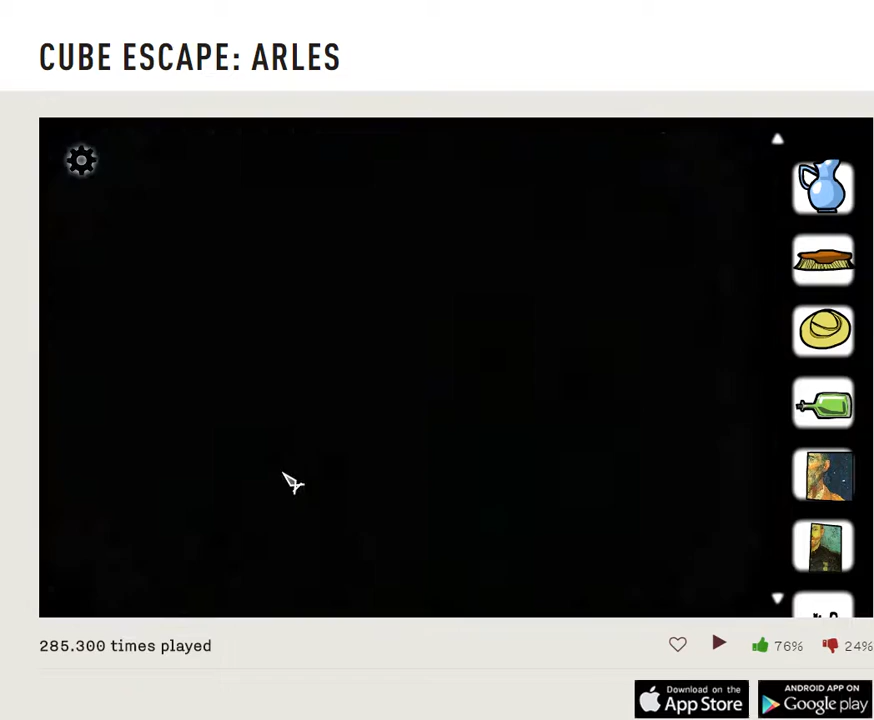 CUBE ESCAPE: ARLES
285.300 times played
76%
24%
Download on the
App Store
ANDROID APP ON
Google play